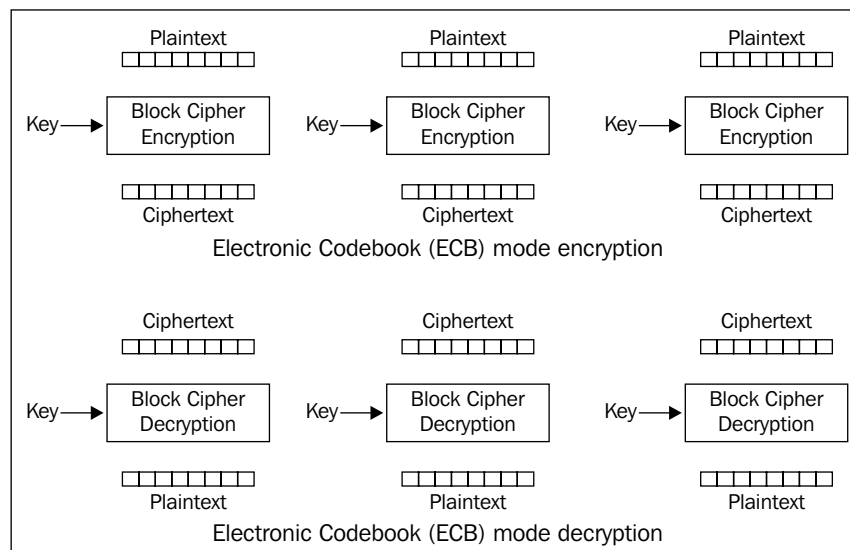 Plaintext Plaintext Plaintext
Key Block Cipher Encryption Key Block Cipher Encryption Key Block Cipher Encryption
Ciphertext Ciphertext Ciphertext
Electronic Codebook (ECB) mode encryption
Ciphertext Ciphertext Ciphertext
Key Block Cipher Decryption Key Block Cipher Decryption Key Block Cipher Decryption
Plaintext Plaintext Plaintext
Electronic Codebook (ECB) mode decryption